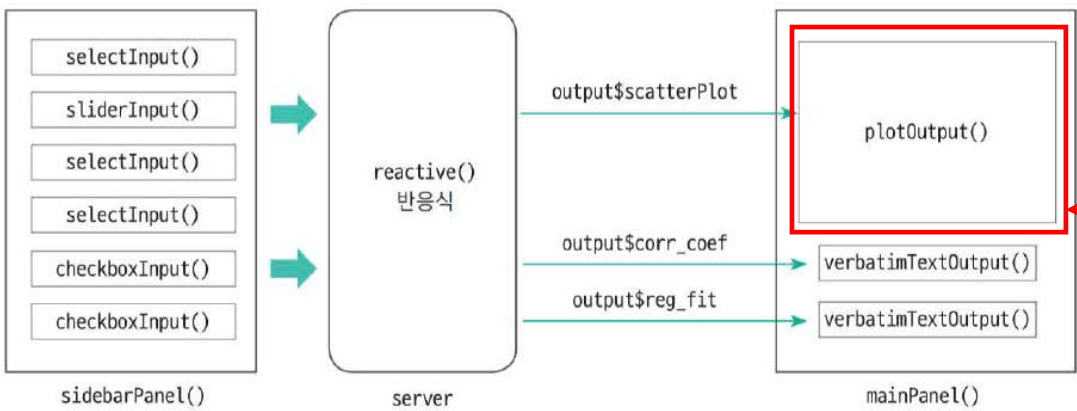 selectInput()
sliderInput()
selectInput()
selectInput()
checkboxInput()
checkboxInput()
sidebarPanel()
reactive()
반응식
server
output$scatterPlot
output$corr_coef
output$reg_fit
plotOutput()
verbatimTextOutput()
verbatimTextOutput()
mainPanel()